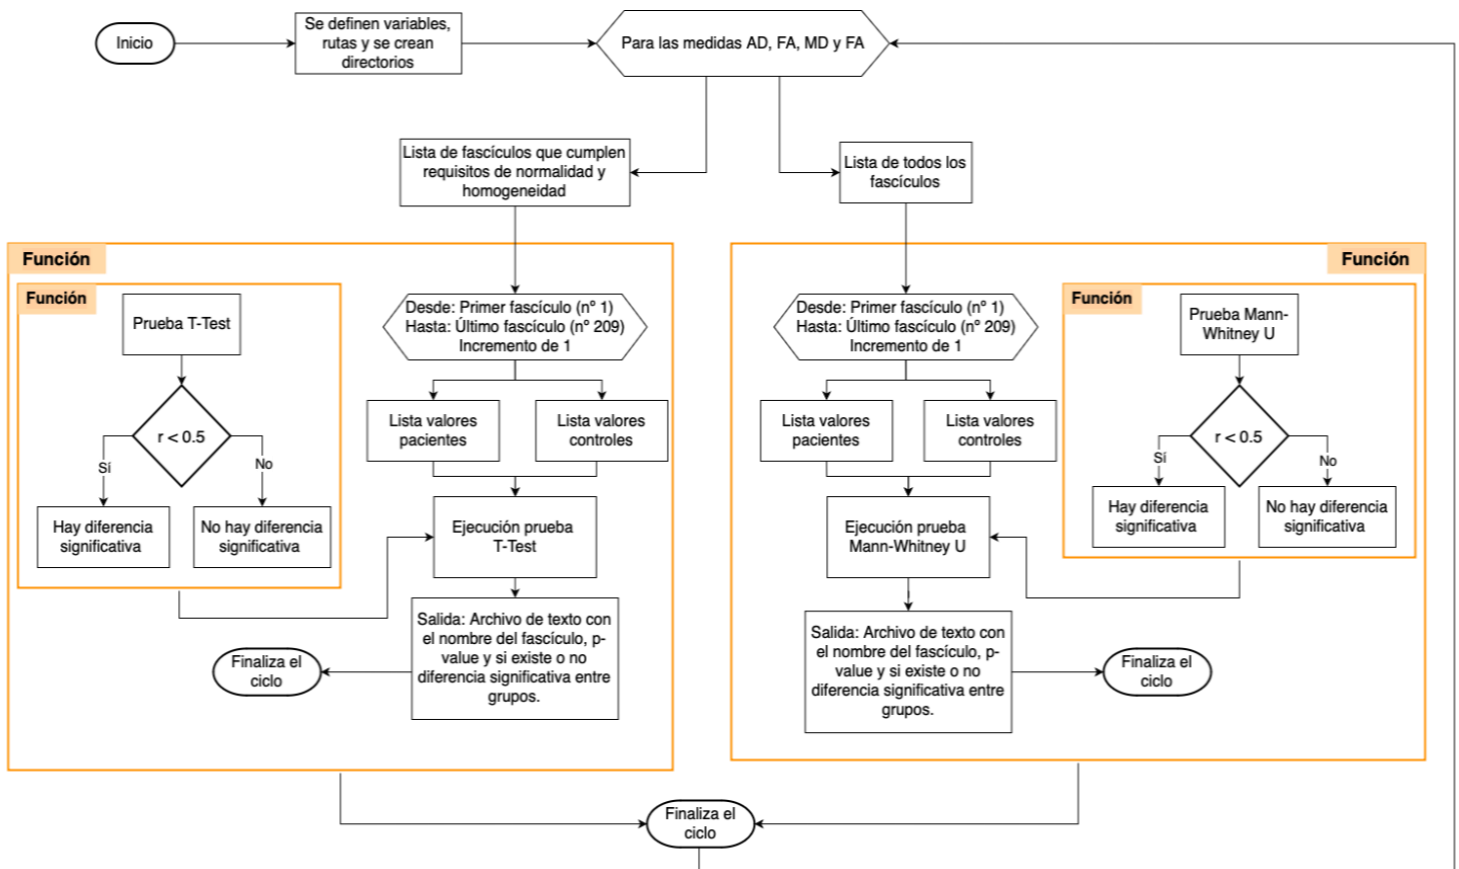 Inicio
Se definen variables,
rutas y se crean
directorios
Para las medidas AD, FA, MD y FA
Lista de fascículos que cumplen
requisitos de normalidad y
homogeneidad
Lista de todos los
fascículos
Función
Función
Prueba T-Test
r < 0.5
Sí
No
Hay diferencia
significativa
No hay diferencia
significativa
Desde: Primer fascículo (nº 1)
Hasta: Último fascículo (nº 209)
Incremento de 1
Lista valores
pacientes
Lista valores
controles
Ejecución prueba
T-Test
Salida: Archivo de texto con
el nombre del fascículo, p-
value y si existe o no
diferencia significativa entre
grupos.
Finaliza el
ciclo
Función
Función
Desde: Primer fascículo (nº 1)
Hasta: Último fascículo (nº 209)
Incremento de 1
Lista valores
pacientes
Lista valores
controles
Ejecución prueba
Mann-Whitney U
Salida: Archivo de texto con
el nombre del fascículo, p-
value y si existe o no
diferencia significativa entre
grupos.
Prueba Mann-
Whitney U
r < 0.5
Sí
No
Hay diferencia
significativa
No hay diferencia
significativa
Finaliza el
ciclo
Finaliza el
ciclo